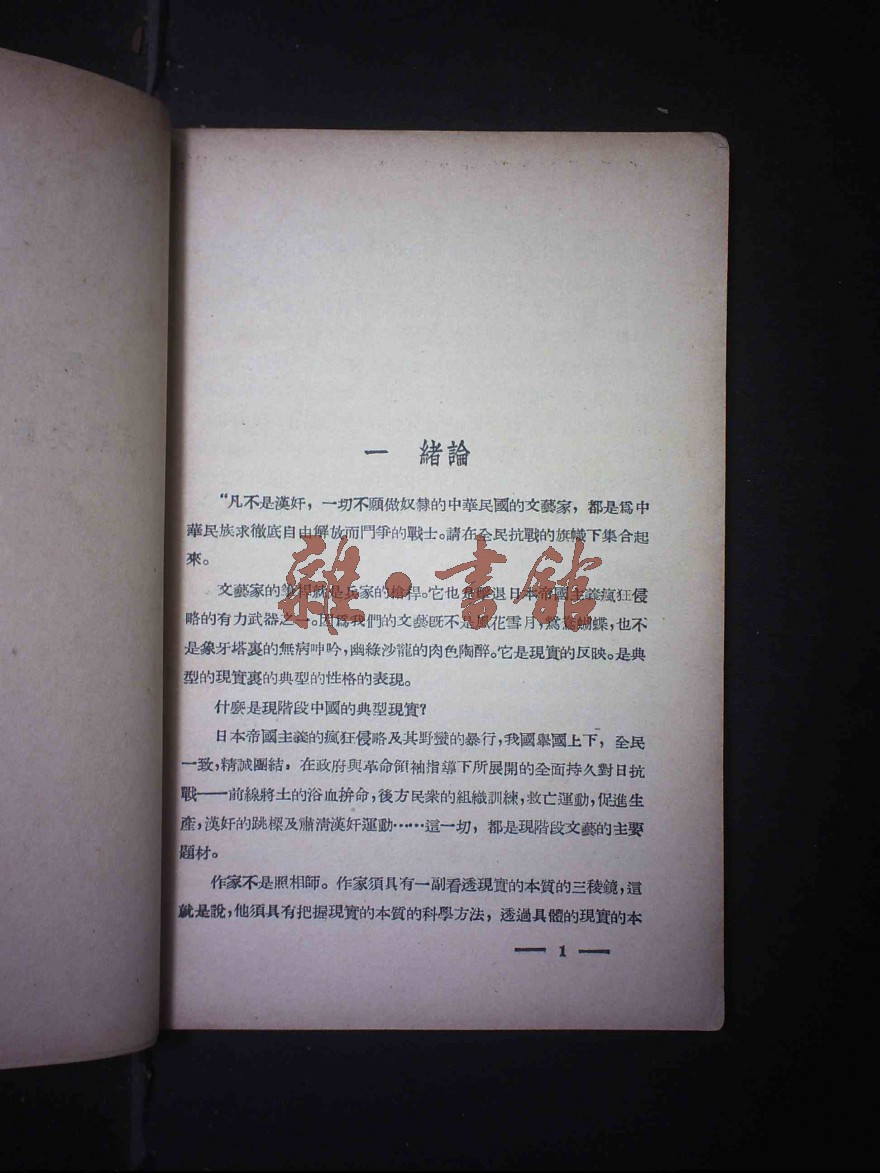 一 緒論
“凡不是漢奸，一切不願做奴隸的中華民國的文藝家，都是爲中
華民族求徹底自由解放而鬥爭的戰士。請在全民抗戰的旗幟下集合起
來。
文藝家的筆桿就是兵家的槍桿。它也是擊退日本帝國主義瘋狂侵
略的有力武器之一。因爲我們的文藝旣不是風花雪月，鴛鴦蝴蝶，也不
是象牙塔裏的無病呻吟，幽綠沙龍的肉色陶醉。它是現實的反映。是典
型的現實裏的典型的性格的表現。
什麽是現階段中國的典型現實？
日本帝國主義的瘋狂侵略及其野蠻的暴行，我國舉國上下，全民
一致，精誠團結，在政府與革命領袖指導下所展開的全面持久對日抗
戰——前線將士的浴血拚命，後方民衆的組織訓練，救亡運動，促進生
產，漢奸的跳樑及肅清漢奸運動……這一切，都是現階段文藝的主要
題材。
作家不是照相師。作家須具有一副看透現實的本質的三稜鏡，這
就是說，他須具有把握現實的本質的科學方法，透過具體的現實的本
— 1 —
雜·書館